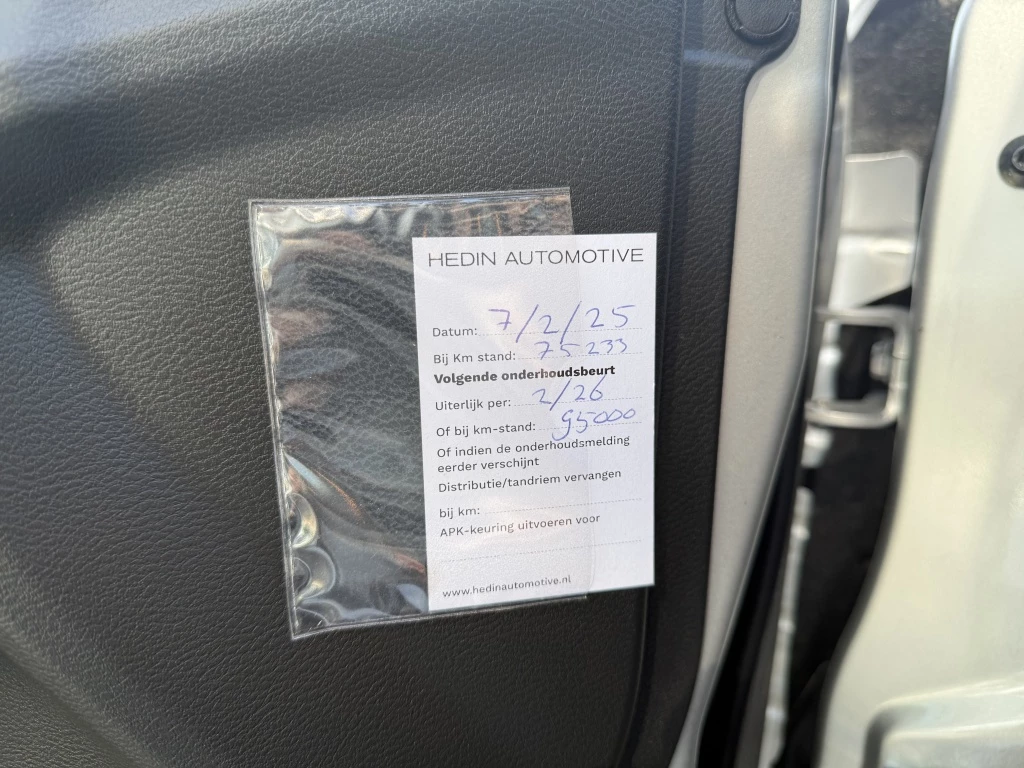 HEDIN AUTOMOTIVE
Datum: 7/2/25
Bij Km stand: 75233
Volgende onderhoudsbeurt
Uiterlijk per: 2/26
Of bij km-stand: 95000
Of indien de onderhoudsmelding
eerder verschijnt
Distributie/tandriem vervangen
bij km:
APK-keuring uitvoeren voor
www.hedinautomotive.nl